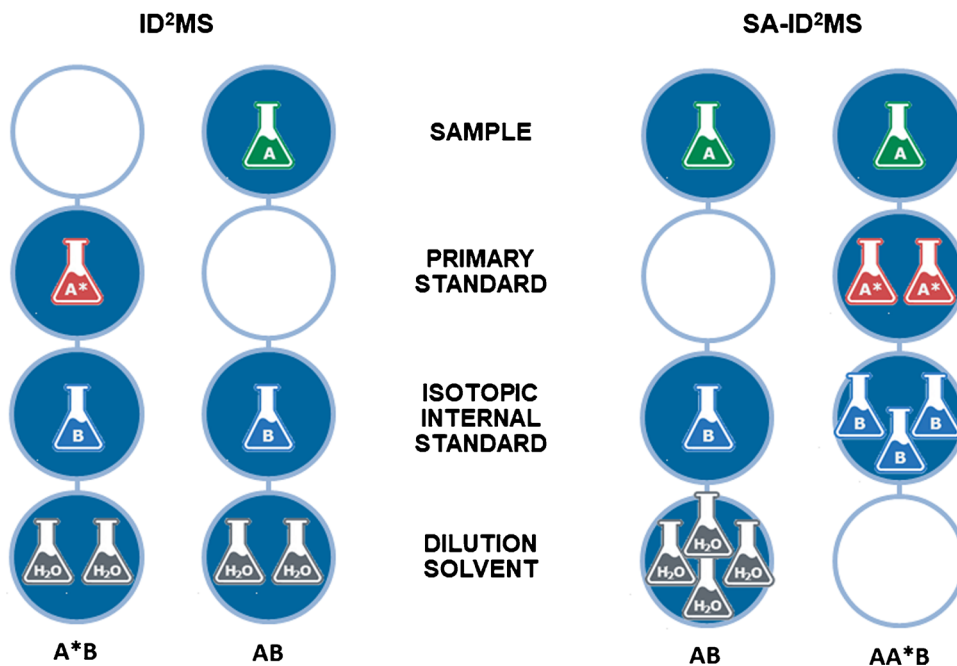 ID²MS
SA-ID²MS
SAMPLE
A
A
A
PRIMARY
STANDARD
A*
A* A*
ISOTOPIC
INTERNAL
STANDARD
B
B
B
B B
B
DILUTION
SOLVENT
H₂O H₂O
H₂O H₂O
H₂O
H₂O H₂O
H₂O
A*B
AB
AB
AA*B